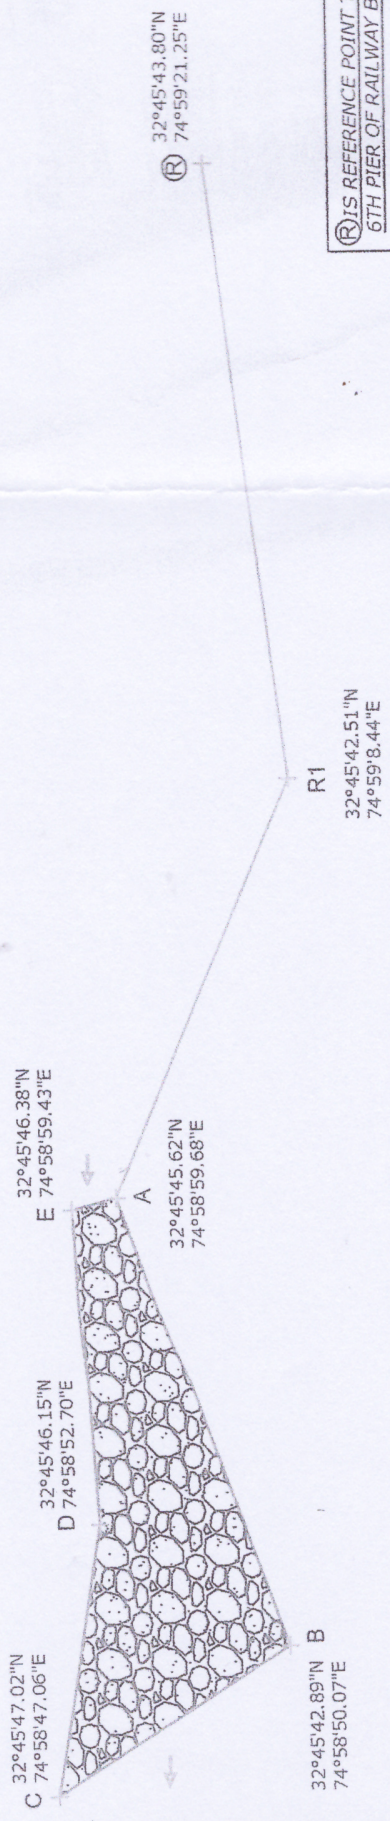 C
32°45'47.02"N
74°58'47.06"E
D
32°45'46.15"N
74°58'52.70"E
E
32°45'46.38"N
74°58'59.43"E
A
32°45'45.62"N
74°58'59.68"E
B
32°45'42.89"N
74°58'50.07"E
R1
32°45'42.51"N
74°59'8.44"E
Ⓡ
32°45'43.80"N
74°59'21.25"E
Ⓡ IS REFERENCE POINT
6TH PIER OF RAILWAY